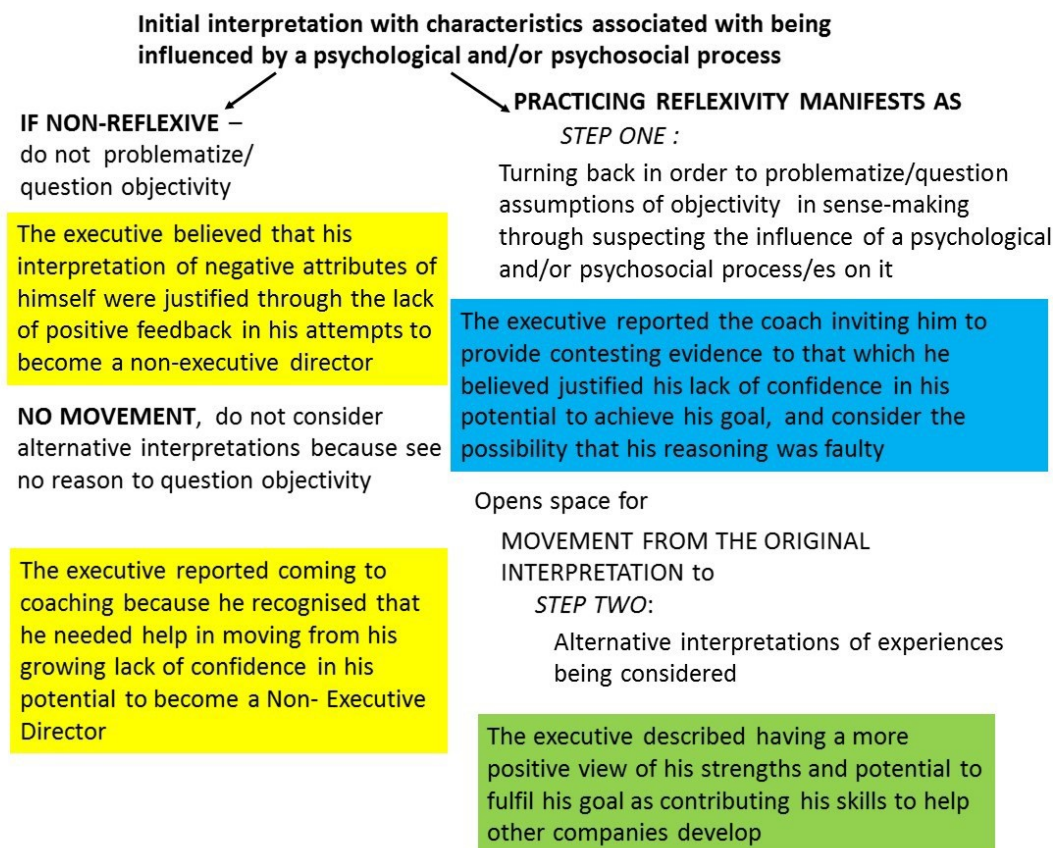 Initial interpretation with characteristics associated with being
influenced by a psychological and/or psychosocial process
IF NON-REFLEXIVE –
do not problematize/
question objectivity
The executive believed that his
interpretation of negative attributes of
himself were justified through the lack
of positive feedback in his attempts to
become a non-executive director
NO MOVEMENT, do not consider
alternative interpretations because see
no reason to question objectivity
The executive reported coming to
coaching because he recognised that
he needed help in moving from his
growing lack of confidence in his
potential to become a Non- Executive
Director
PRACTICING REFLEXIVITY MANIFESTS AS
STEP ONE :
Turning back in order to problematize/question
assumptions of objectivity in sense-making
through suspecting the influence of a psychological
and/or psychosocial process/es on it
The executive reported the coach inviting him to
provide contesting evidence to that which he
believed justified his lack of confidence in his
potential to achieve his goal, and consider the
possibility that his reasoning was faulty
Opens space for
MOVEMENT FROM THE ORIGINAL
INTERPRETATION to
STEP TWO:
Alternative interpretations of experiences
being considered
The executive described having a more
positive view of his strengths and potential to
fulfil his goal as contributing his skills to help
other companies develop